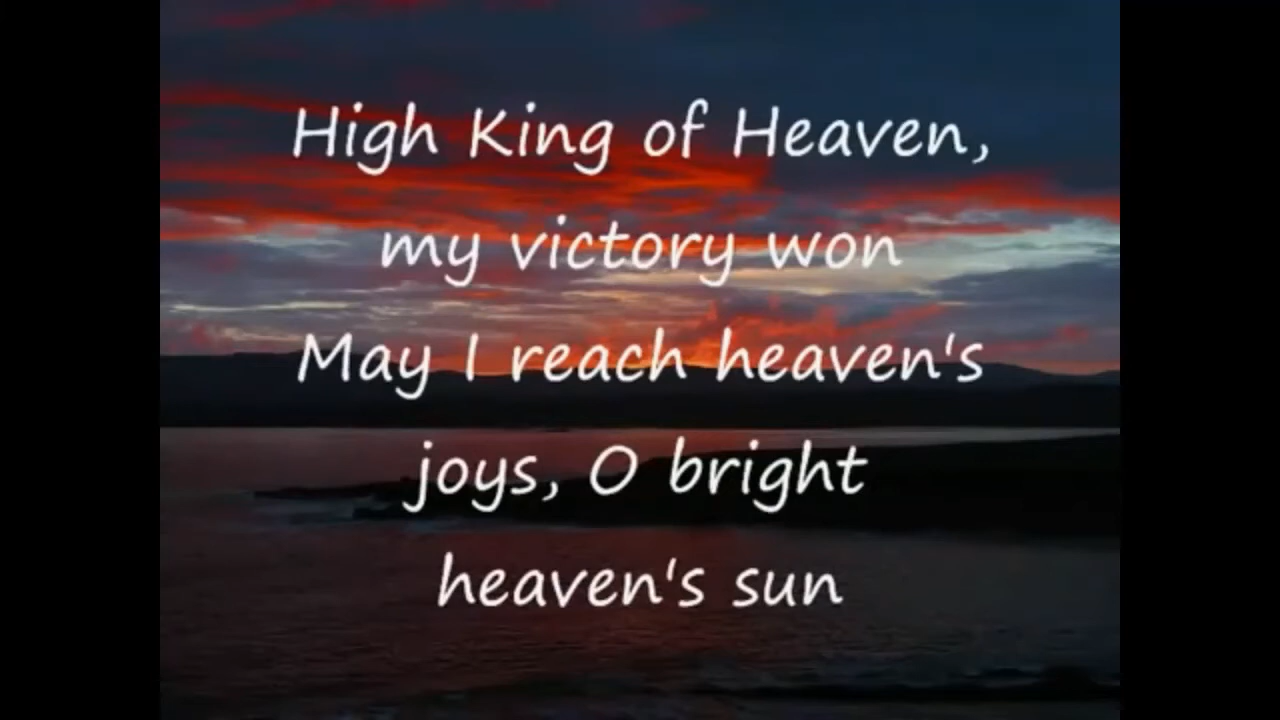 High King of Heaven,
my victory won
May I reach heaven's
joys, O bright
heaven's sun